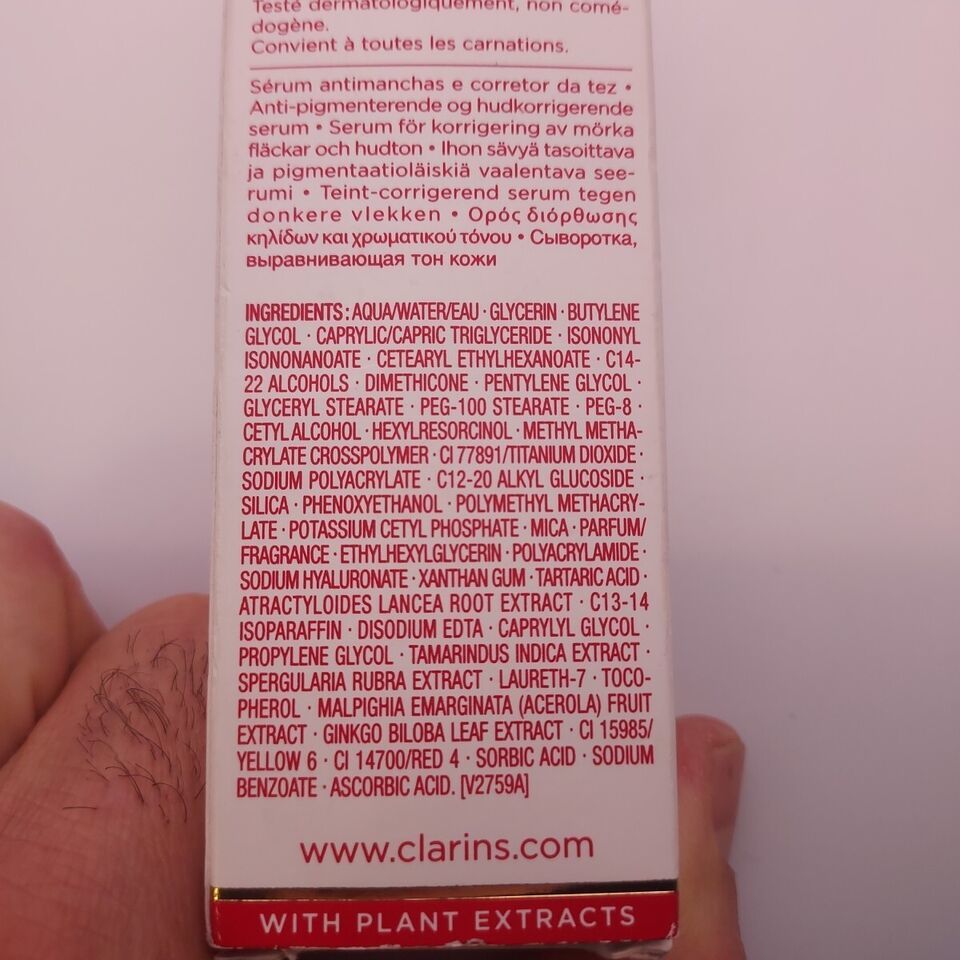 Testé dermatologiquement, non comé-
dogène.
Convient à toutes les carnations.
Sérum antimanchas e corretor da tez •
Anti-pigmenterende og hudkorrigerende
serum • Serum för korrigering av mörka
fläckar och hudton • Ihon sävyä tasoittava
ja pigmentaatioläiskiä vaalentava see-
rumi • Teint-corrigerend serum tegen
donkere vlekken • Ορός διόρθωσης
κηλίδων και χρωματικού τόνου • Сыворотка,
выравнивающая тон кожи
INGREDIENTS: AQUA/WATER/EAU · GLYCERIN · BUTYLENE
GLYCOL · CAPRYLIC/CAPRIC TRIGLYCERIDE · ISONONYL
ISONONANOATE · CETEARYL ETHYLHEXANOATE · C14-
22 ALCOHOLS · DIMETHICONE · PENTYLENE GLYCOL ·
GLYCERYL STEARATE · PEG-100 STEARATE · PEG-8 ·
CETYL ALCOHOL · HEXYLRESORCINOL · METHYL METHA-
CRYLATE CROSSPOLYMER · CI 77891/TITANIUM DIOXIDE ·
SODIUM POLYACRYLATE · C12-20 ALKYL GLUCOSIDE ·
SILICA · PHENOXYETHANOL · POLYMETHYL METHACRY-
LATE · POTASSIUM CETYL PHOSPHATE · MICA · PARFUM/
FRAGRANCE · ETHYLHEXYLGLYCERIN · POLYACRYLAMIDE ·
SODIUM HYALURONATE · XANTHAN GUM · TARTARIC ACID ·
ATRACTYLOIDES LANCEA ROOT EXTRACT · C13-14
ISOPARAFFIN · DISODIUM EDTA · CAPRYLYL GLYCOL ·
PROPYLENE GLYCOL · TAMARINDUS INDICA EXTRACT ·
SPERGULARIA RUBRA EXTRACT · LAURETH-7 · TOCO-
PHEROL · MALPIGHIA EMARGINATA (ACEROLA) FRUIT
EXTRACT · GINKGO BILOBA LEAF EXTRACT · CI 15985/
YELLOW 6 · CI 14700/RED 4 · SORBIC ACID · SODIUM
BENZOATE · ASCORBIC ACID. [V2759A]
www.clarins.com
WITH PLANT EXTRACTS